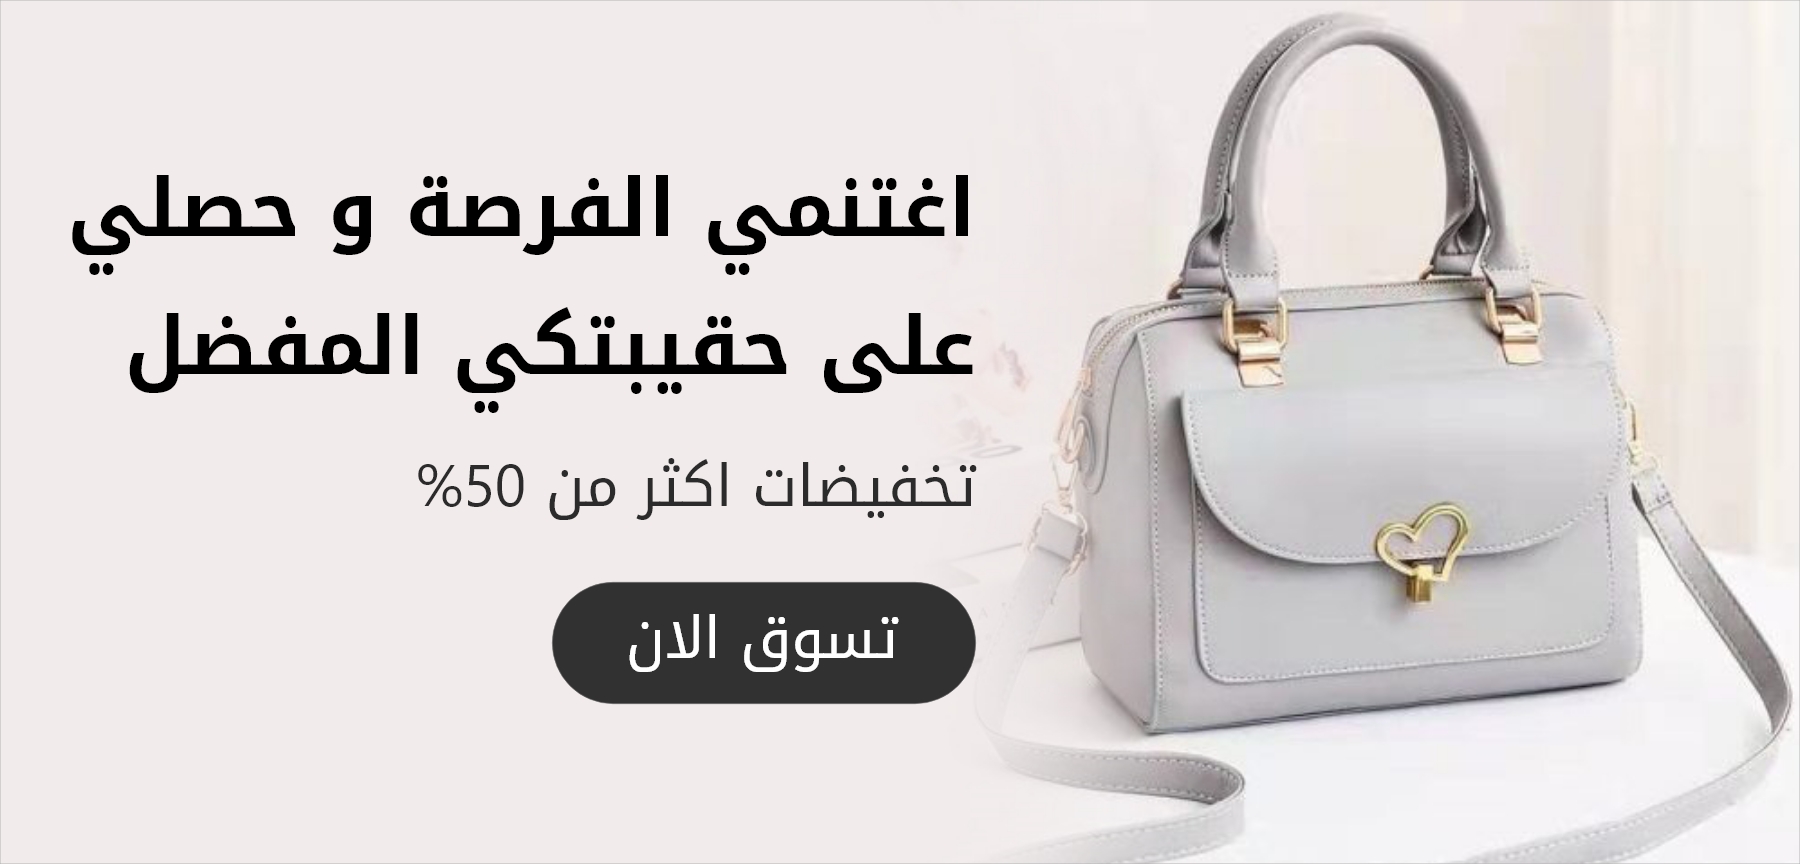 اغتنمي الفرصة و حصلي
على حقيبتكي المفضل
تخفيضات اكثر من 50%
تسوق الان